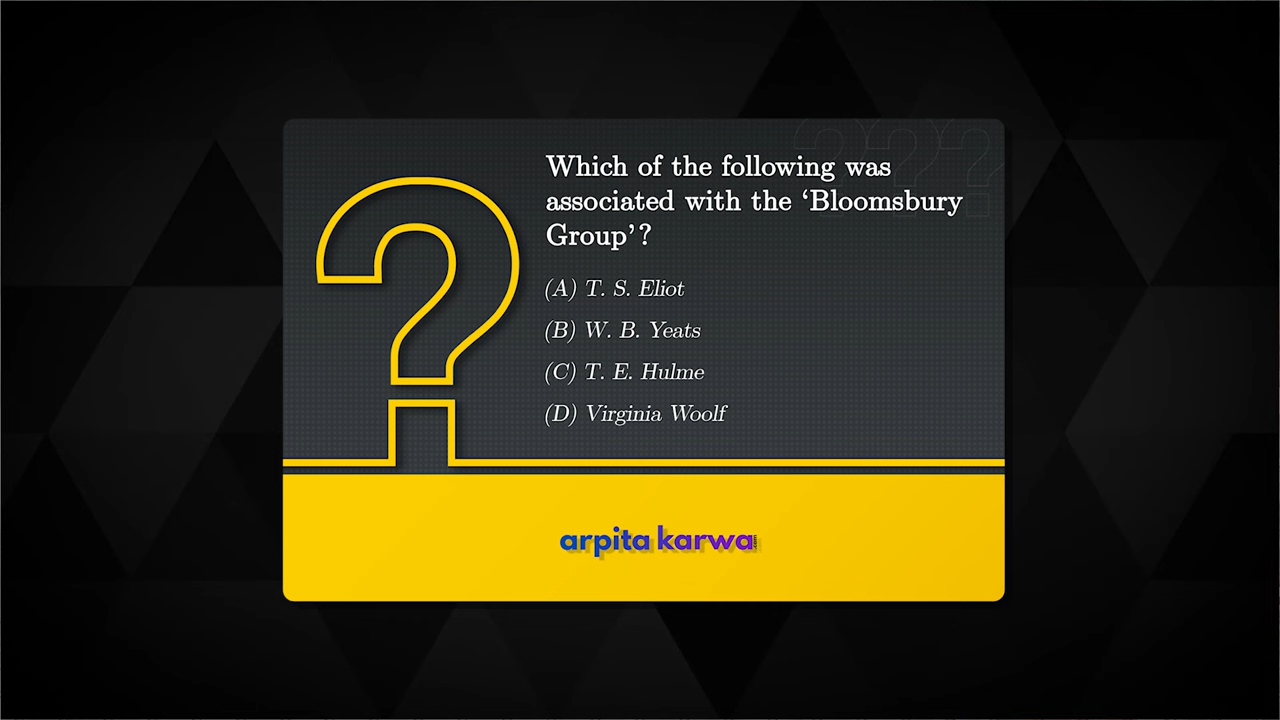 Which of the following was
associated with the ‘Bloomsbury
Group’?
(A) T. S. Eliot
(B) W. B. Yeats
(C) T. E. Hulme
(D) Virginia Woolf
arpita karwa